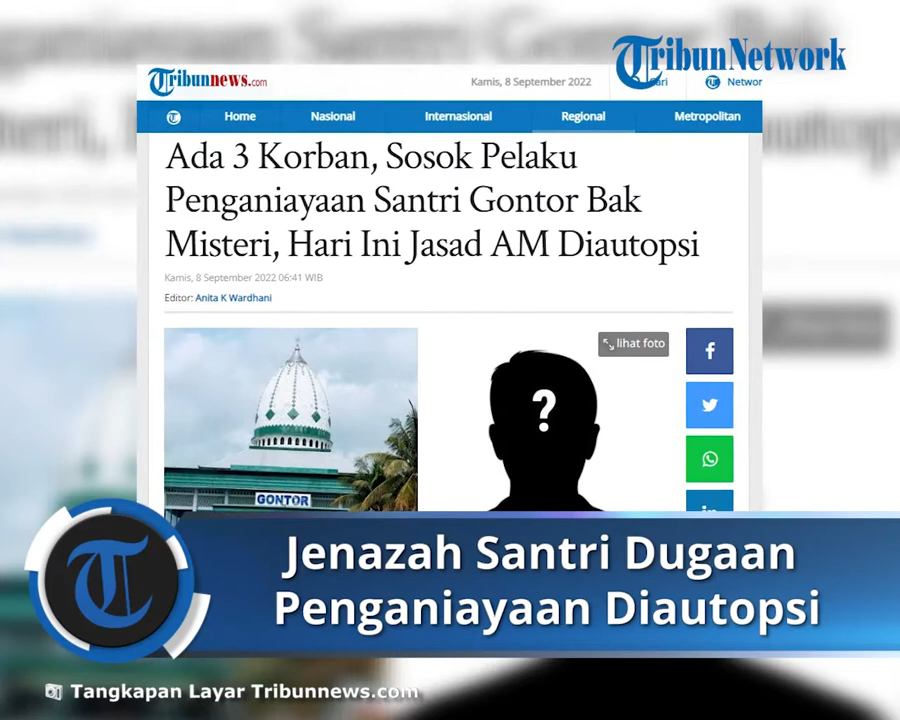 TribunNetwork
Tribunnews.com
Kamis, 8 September 2022
Cari
Networ
Home
Nasional
Internasional
Regional
Metropolitan
Ada 3 Korban, Sosok Pelaku
Penganiayaan Santri Gontor Bak
Misteri, Hari Ini Jasad AM Diautopsi
Kamis, 8 September 2022 06:41 WIB
Editor: Anita K Wardhani
lihat foto
?
GONTOR
Jenazah Santri Dugaan
Penganiayaan Diautopsi
Tangkapan Layar Tribunnews.com